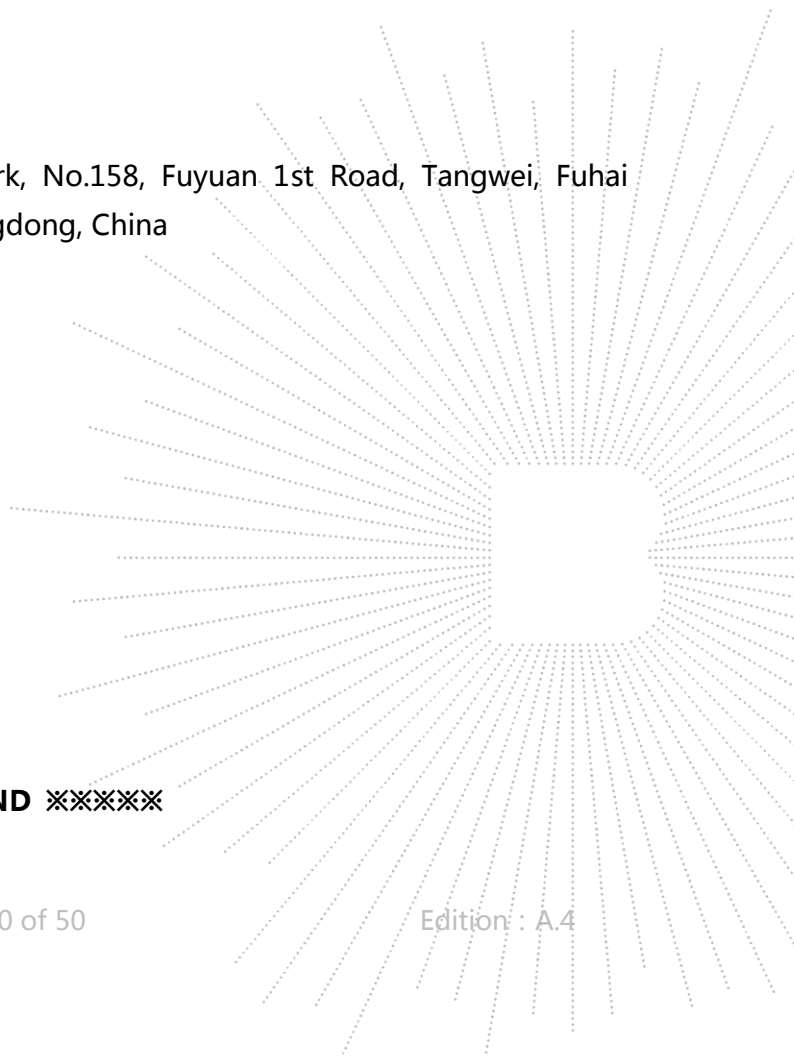 rk, No.158, Fuyuan 1st Road, Tangwei, Fuhai
gdong, China
ND ※※※※※
0 of 50 Edition : A.4